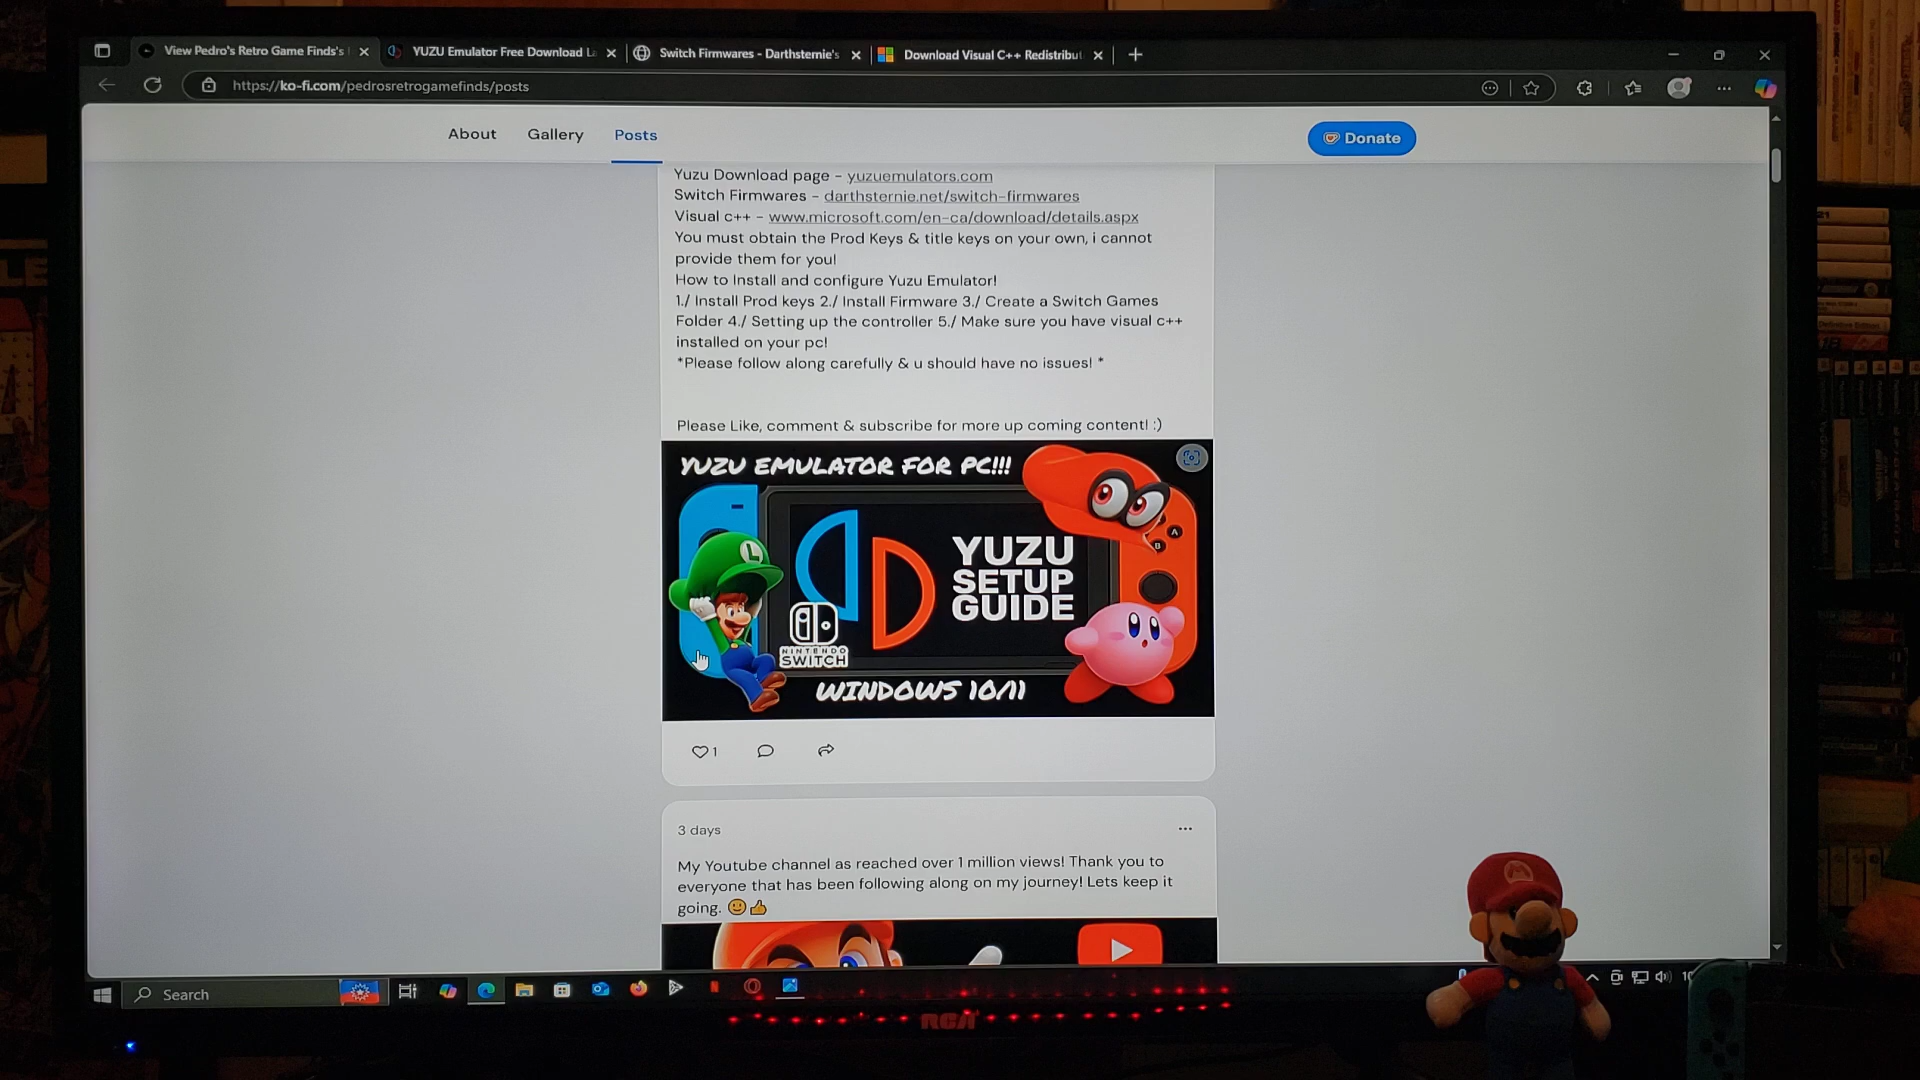 View Pedro's Retro Game Finds's
YUZU Emulator Free Download La
Switch Firmwares - Darthsternie's
Download Visual C++ Redistribut
https://ko-fi.com/pedrosretrogamefinds/posts
About
Gallery
Posts
Donate
Yuzu Download page - yuzuemulators.com
Switch Firmwares - darthsternie.net/switch-firmwares
Visual c++ - www.microsoft.com/en-ca/download/details.aspx
You must obtain the Prod Keys & title keys on your own, i cannot
provide them for you!
How to Install and configure Yuzu Emulator!
1./ Install Prod keys 2./ Install Firmware 3./ Create a Switch Games
Folder 4./ Setting up the controller 5./ Make sure you have visual c++
installed on your pc!
*Please follow along carefully & u should have no issues! *
Please Like, comment & subscribe for more up coming content! :)
YUZU EMULATOR FOR PC!!!
A
B
L
YUZU
SETUP
GUIDE
NINTENDO
SWITCH
WINDOWS 10/11
1
3 days
My Youtube channel as reached over 1 million views! Thank you to
everyone that has been following along on my journey! Lets keep it
going. 🙂👍
Search
RCA